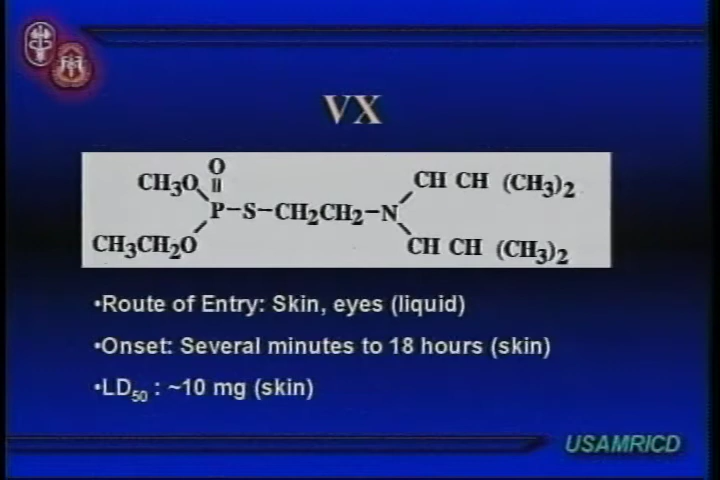 VX
O
CH3O CH CH (CH3)2
P-S-CH2CH2-N
CH3CH2O CH CH (CH3)2
•Route of Entry: Skin, eyes (liquid)
•Onset: Several minutes to 18 hours (skin)
•LD50 : ~10 mg (skin)
USAMRICD